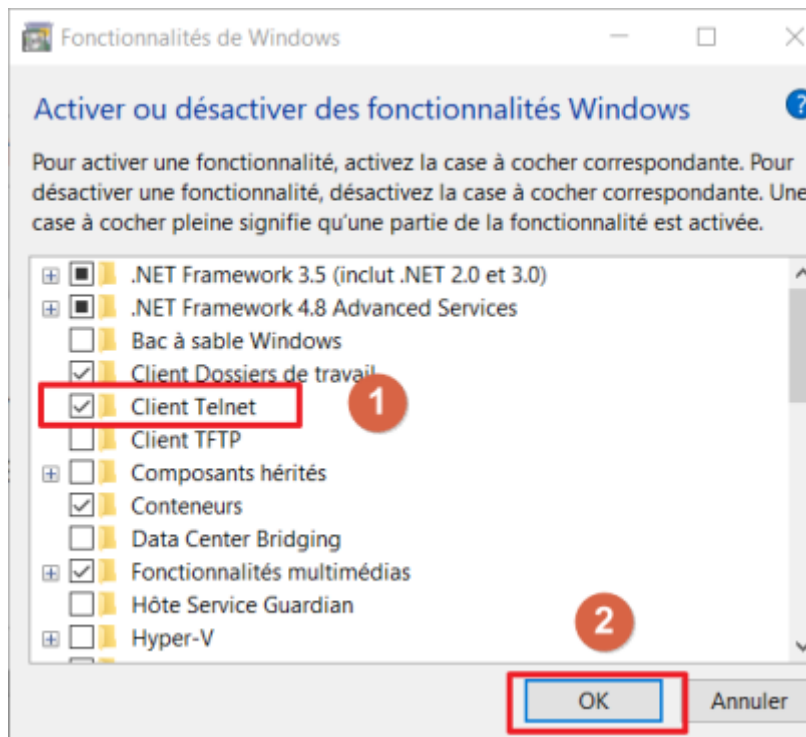 Fonctionnalités de Windows
Activer ou désactiver des fonctionnalités Windows
?
Pour activer une fonctionnalité, activez la case à cocher correspondante. Pour
désactiver une fonctionnalité, désactivez la case à cocher correspondante. Une
case à cocher pleine signifie qu'une partie de la fonctionnalité est activée.
.NET Framework 3.5 (inclut .NET 2.0 et 3.0)
.NET Framework 4.8 Advanced Services
Bac à sable Windows
Client Dossiers de travail
Client Telnet
1
Client TFTP
Composants hérités
Conteneurs
Data Center Bridging
Fonctionnalités multimédias
Hôte Service Guardian
Hyper-V
2
OK
Annuler